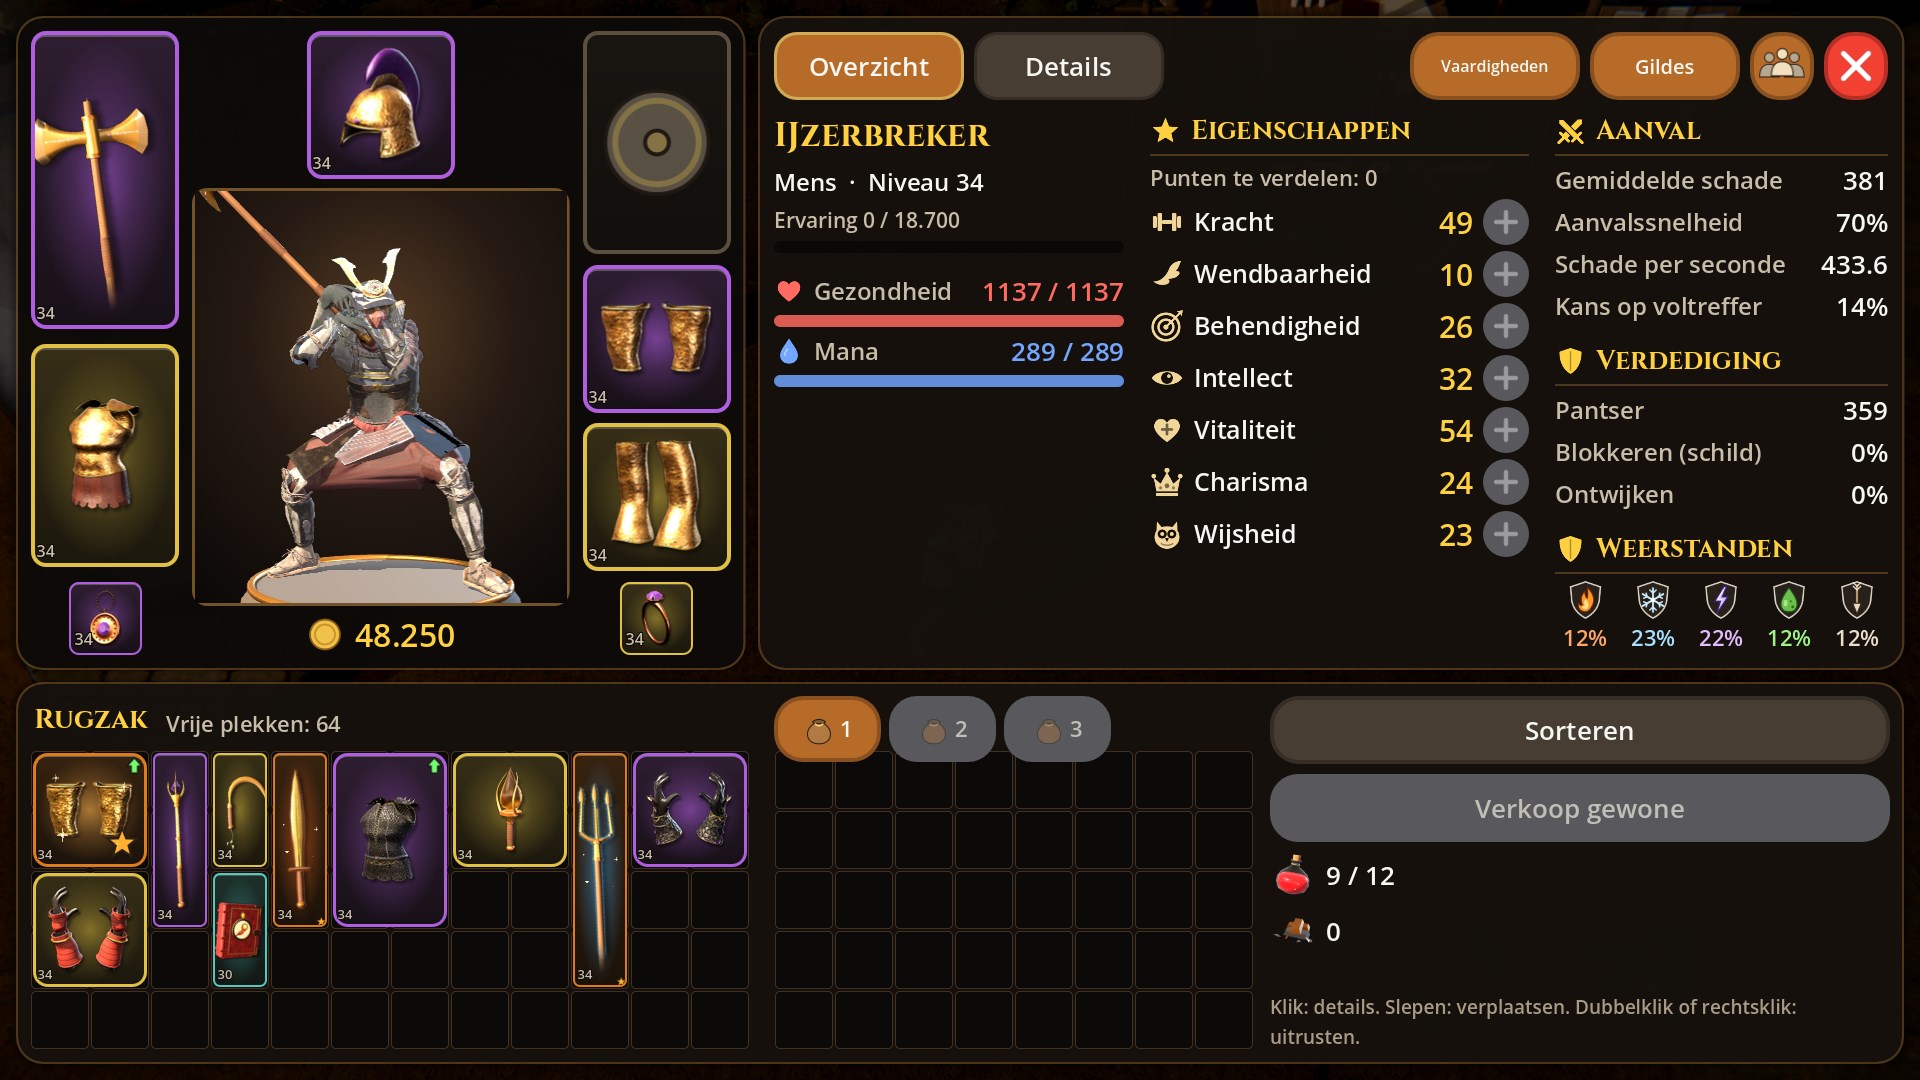 Overzicht
Details
Vaardigheden
Gildes
34
34
34
34
34
34
34
48.250
IJzerbreker
Mens · Niveau 34
Ervaring 0 / 18.700
Gezondheid 1137 / 1137
Mana 289 / 289
Eigenschappen
Punten te verdelen: 0
Kracht 49
Wendbaarheid 10
Behendigheid 26
Intellect 32
Vitaliteit 54
Charisma 24
Wijsheid 23
Aanval
Gemiddelde schade 381
Aanvalssnelheid 70%
Schade per seconde 433.6
Kans op voltreffer 14%
Verdediging
Pantser 359
Blokkeren (schild) 0%
Ontwijken 0%
Weerstanden
12% 23% 22% 12% 12%
Rugzak Vrije plekken: 64
34 34 34 34 34 34 34 34
34 30
1
2
3
Sorteren
Verkoop gewone
9 / 12
0
Klik: details. Slepen: verplaatsen. Dubbelklik of rechtsklik:
uitrusten.